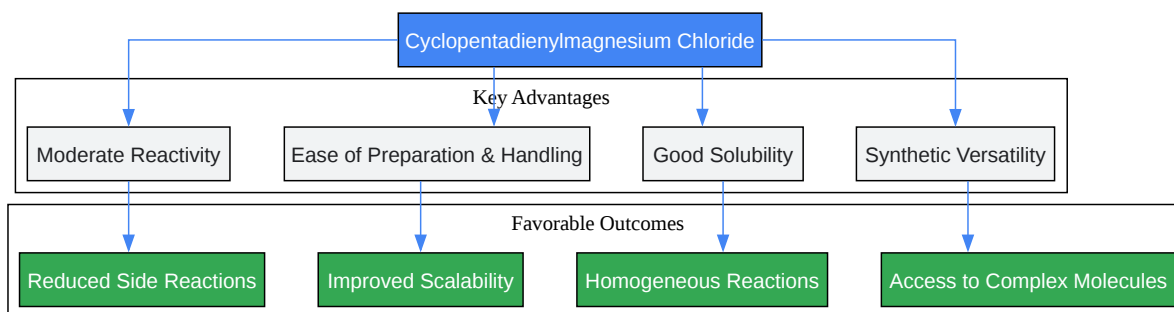 Cyclopentadienylmagnesium Chloride
Key Advantages
Moderate Reactivity
Ease of Preparation & Handling
Good Solubility
Synthetic Versatility
Favorable Outcomes
Reduced Side Reactions
Improved Scalability
Homogeneous Reactions
Access to Complex Molecules